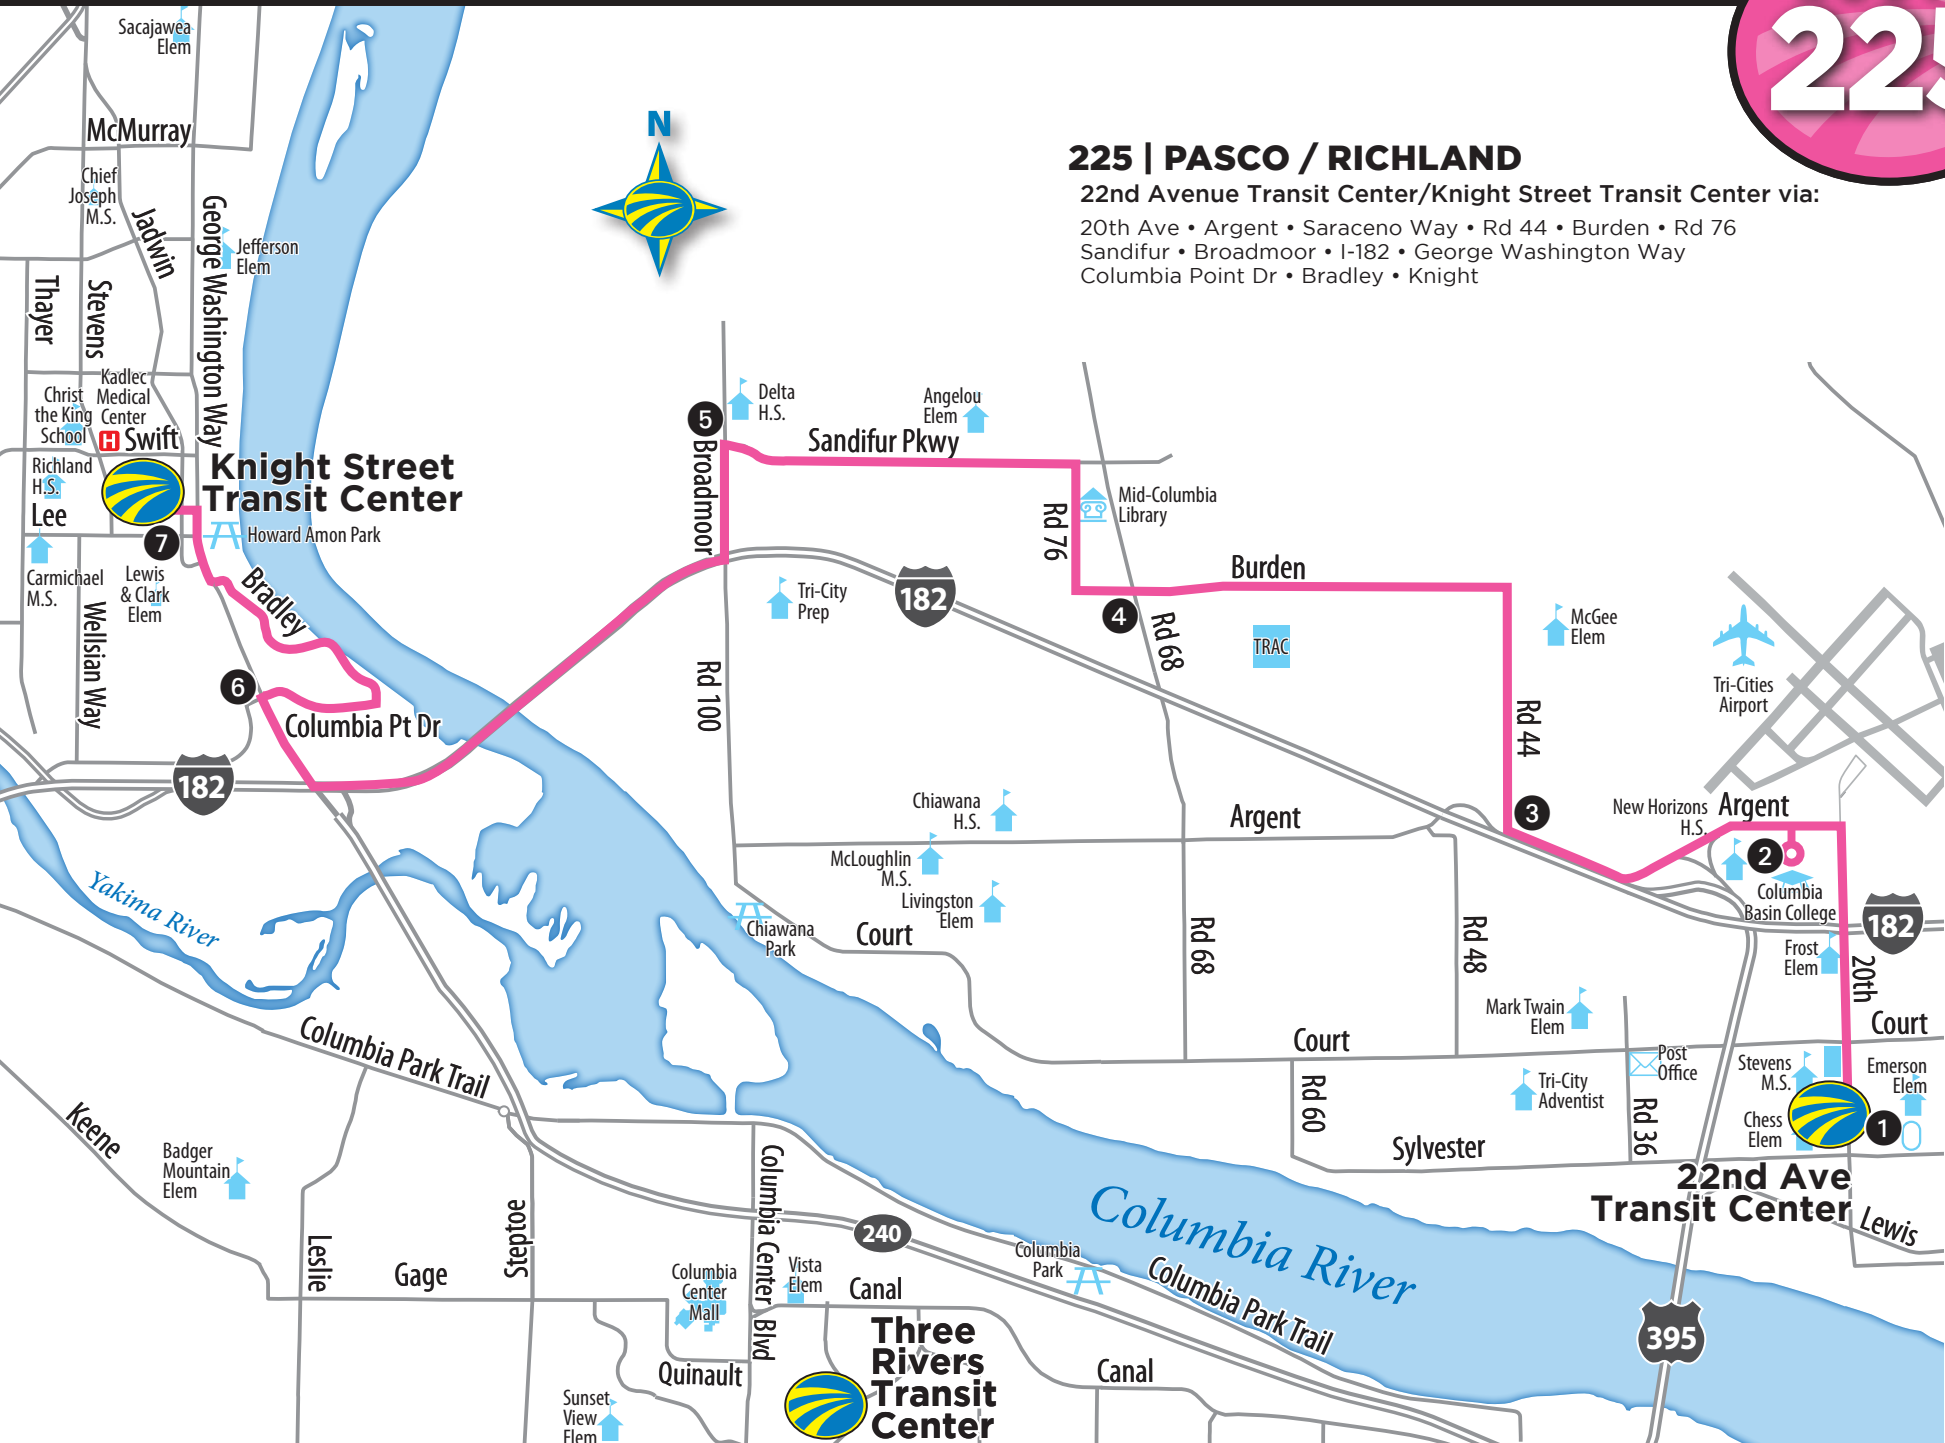 225
225 | PASCO / RICHLAND
22nd Avenue Transit Center/Knight Street Transit Center via:
20th Ave • Argent • Saraceno Way • Rd 44 • Burden • Rd 76
Sandifur • Broadmoor • I-182 • George Washington Way
Columbia Point Dr • Bradley • Knight
N
Sacajawea
Elem
McMurray
Chief
Joseph
M.S.
Jadwin
George Washington Way
Jefferson
Elem
Thayer
Stevens
Kadlec
Medical
Center
Christ
the King
School
H
Swift
Richland
H.S.
Knight Street
Transit Center
Lee
7
Howard Amon Park
Carmichael
M.S.
Lewis
& Clark
Elem
Bradley
Wellsian Way
6
Columbia Pt Dr
182
Yakima River
5
Delta
H.S.
Angelou
Elem
Sandifur Pkwy
Broadmoor
Rd 76
Mid-Columbia
Library
Burden
182
Tri-City
Prep
4
Rd 68
TRAC
McGee
Elem
Tri-Cities
Airport
Rd 100
Rd 44
3
New Horizons
H.S.
Argent
2
Columbia
Basin College
182
Chiawana
H.S.
Argent
McLoughlin
M.S.
Livingston
Elem
Chiawana
Park
Court
Rd 68
Rd 48
Frost
Elem
20th
Mark Twain
Elem
Court
Court
Post
Office
Stevens
M.S.
Emerson
Elem
Rd 60
Tri-City
Adventist
Rd 36
Chess
Elem
1
Sylvester
22nd Ave
Transit Center
Lewis
Columbia Park Trail
Keene
Badger
Mountain
Elem
Leslie
Gage
Steptoe
Columbia Center Blvd
240
Columbia
Center
Mall
Vista
Elem
Canal
Columbia
Park
Columbia River
Columbia Park Trail
395
Three
Rivers
Transit
Center
Quinault
Canal
Sunset
View
Elem